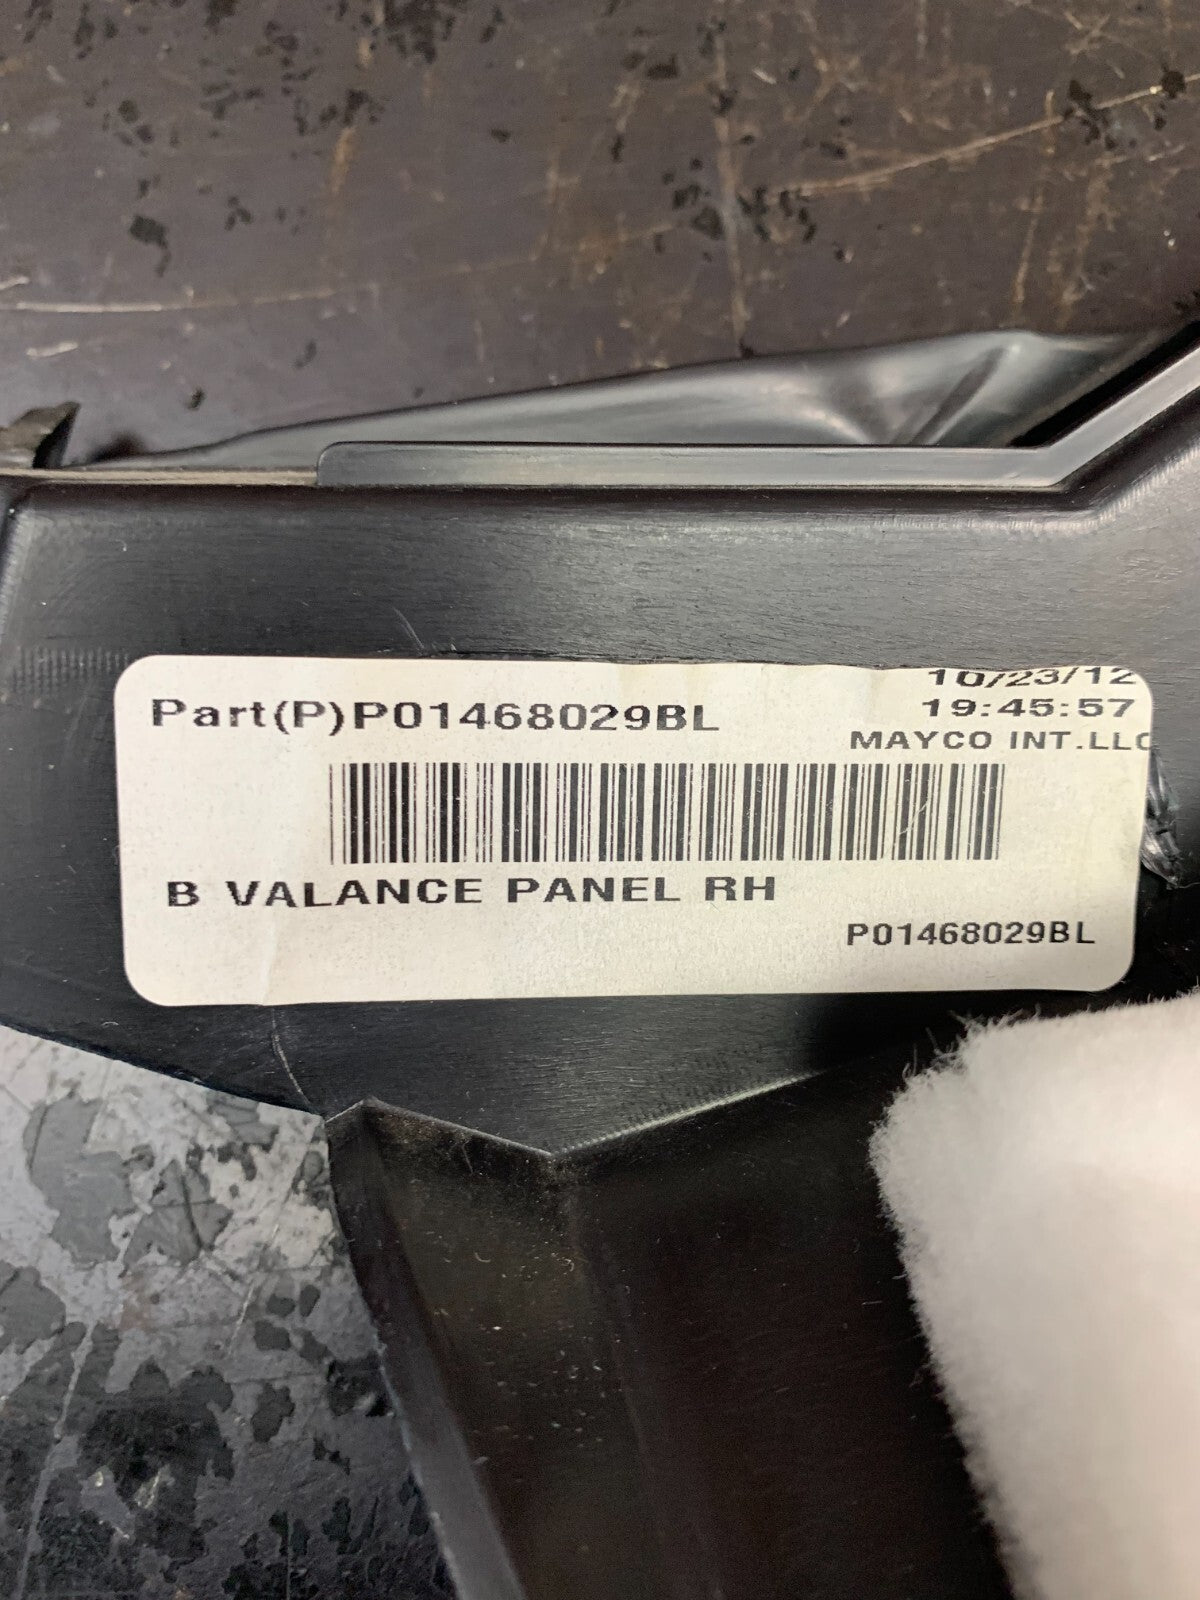 10/23/12
Part(P)P01468029BL 19:45:57
MAYCO INT.LLC
B VALANCE PANEL RH
P01468029BL